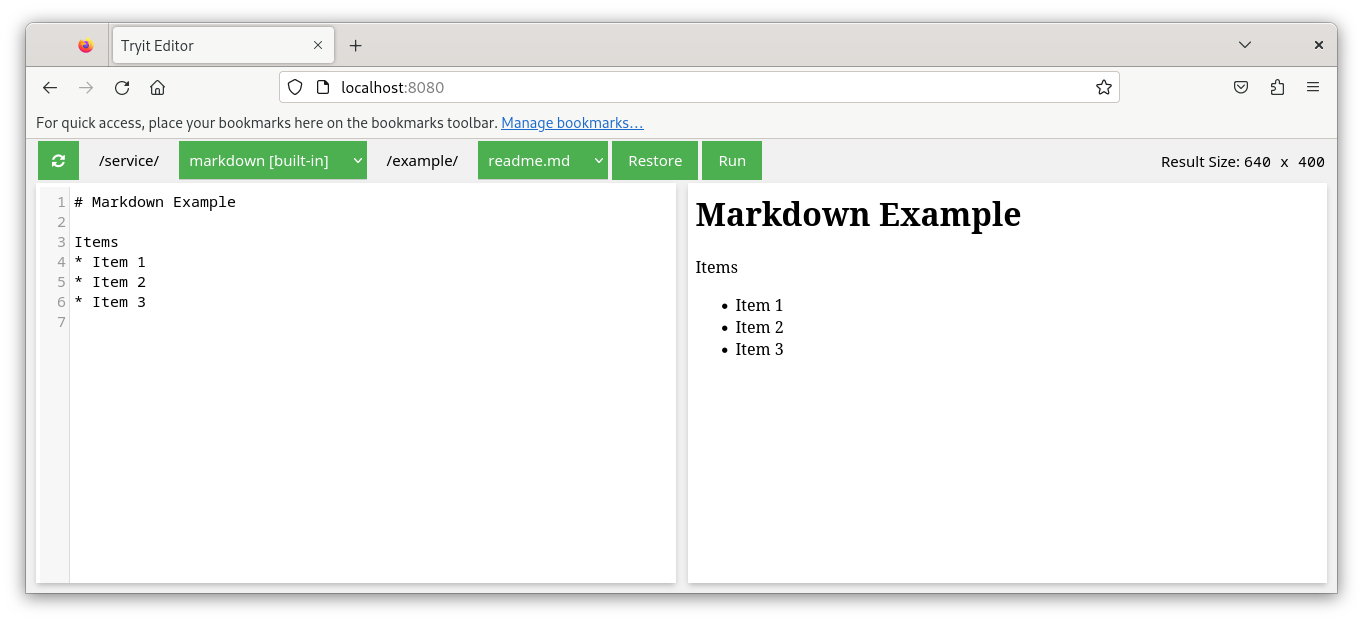 Tryit Editor
localhost:8080
For quick access, place your bookmarks here on the bookmarks toolbar. Manage bookmarks...
/service/ markdown [built-in] /example/ readme.md Restore Run Result Size: 640 x 400
1 # Markdown Example
2
3 Items
4 * Item 1
5 * Item 2
6 * Item 3
7
Markdown Example
Items
• Item 1
• Item 2
• Item 3